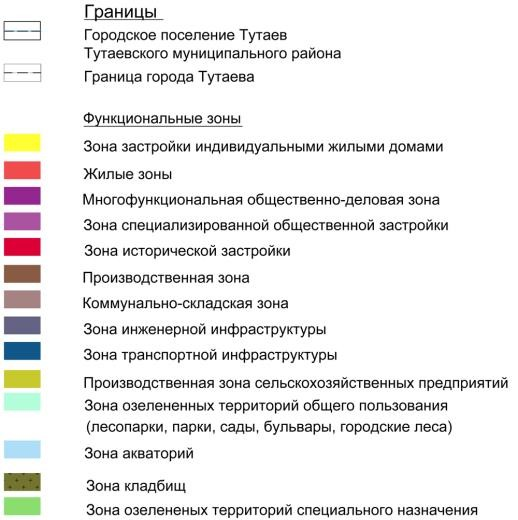 Границы
Городское поселение Тутаев
Тутаевского муниципального района
Граница города Тутаева
Функциональные зоны
Зона застройки индивидуальными жилыми домами
Жилые зоны
Многофункциональная общественно-деловая зона
Зона специализированной общественной застройки
Зона исторической застройки
Производственная зона
Коммунально-складская зона
Зона инженерной инфраструктуры
Зона транспортной инфраструктуры
Производственная зона сельскохозяйственных предприятий
Зона озелененных территорий общего пользования
(лесопарки, парки, сады, бульвары, городские леса)
Зона акваторий
Зона кладбищ
Зона озелененых территорий специального назначения